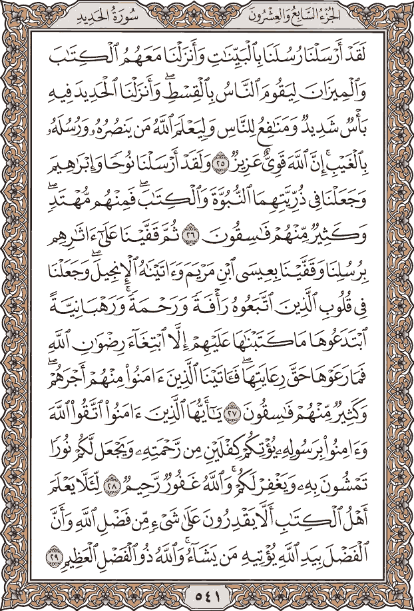 الجزء السابع والعشرون
سورة الحديد
لَقَدْ أَرْسَلْنَا رُسُلَنَا بِالْبَيِّنَٰتِ وَأَنزَلْنَا مَعَهُمُ الْكِتَٰبَ
وَالْمِيزَانَ لِيَقُومَ النَّاسُ بِالْقِسْطِ ۖ وَأَنزَلْنَا الْحَدِيدَ فِيهِ
بَأْسٌ شَدِيدٌ وَمَنَٰفِعُ لِلنَّاسِ وَلِيَعْلَمَ اللَّهُ مَن يَنصُرُهُۥ وَرُسُلَهُۥ
بِالْغَيْبِ ۚ إِنَّ اللَّهَ قَوِيٌّ عَزِيزٌ ٢٥ وَلَقَدْ أَرْسَلْنَا نُوحًا وَإِبْرَٰهِيمَ
وَجَعَلْنَا فِي ذُرِّيَّتِهِمَا النُّبُوَّةَ وَالْكِتَٰبَ ۖ فَمِنْهُم مُّهْتَدٍ ۖ
وَكَثِيرٌ مِّنْهُمْ فَٰسِقُونَ ٢٦ ثُمَّ قَفَّيْنَا عَلَىٰٓ ءَاثَٰرِهِم
بِرُسُلِنَا وَقَفَّيْنَا بِعِيسَى ابْنِ مَرْيَمَ وَءَاتَيْنَٰهُ الْإِنجِيلَ ۖ وَجَعَلْنَا
فِي قُلُوبِ الَّذِينَ اتَّبَعُوهُ رَأْفَةً وَرَحْمَةً ۚ وَرَهْبَانِيَّةً
ابْتَدَعُوهَا مَا كَتَبْنَٰهَا عَلَيْهِمْ إِلَّا ابْتِغَآءَ رِضْوَٰنِ اللَّهِ
فَمَا رَعَوْهَا حَقَّ رِعَايَتِهَا ۖ فَـَٔاتَيْنَا الَّذِينَ ءَامَنُوا۟ مِنْهُمْ أَجْرَهُمْ ۖ
وَكَثِيرٌ مِّنْهُمْ فَٰسِقُونَ ٢٧ يَٰٓأَيُّهَا الَّذِينَ ءَامَنُوا۟ اتَّقُوا۟ اللَّهَ
وَءَامِنُوا۟ بِرَسُولِهِۦ يُؤْتِكُمْ كِفْلَيْنِ مِن رَّحْمَتِهِۦ وَيَجْعَل لَّكُمْ نُورًا
تَمْشُونَ بِهِۦ وَيَغْفِرْ لَكُمْ ۚ وَاللَّهُ غَفُورٌ رَّحِيمٌ ٢٨ لِّئَلَّا يَعْلَمَ
أَهْلُ الْكِتَٰبِ أَلَّا يَقْدِرُونَ عَلَىٰ شَيْءٍ مِّن فَضْلِ اللَّهِ ۙ وَأَنَّ
الْفَضْلَ بِيَدِ اللَّهِ يُؤْتِيهِ مَن يَشَآءُ ۚ وَاللَّهُ ذُو الْفَضْلِ الْعَظِيمِ ٢٩
٥٤١